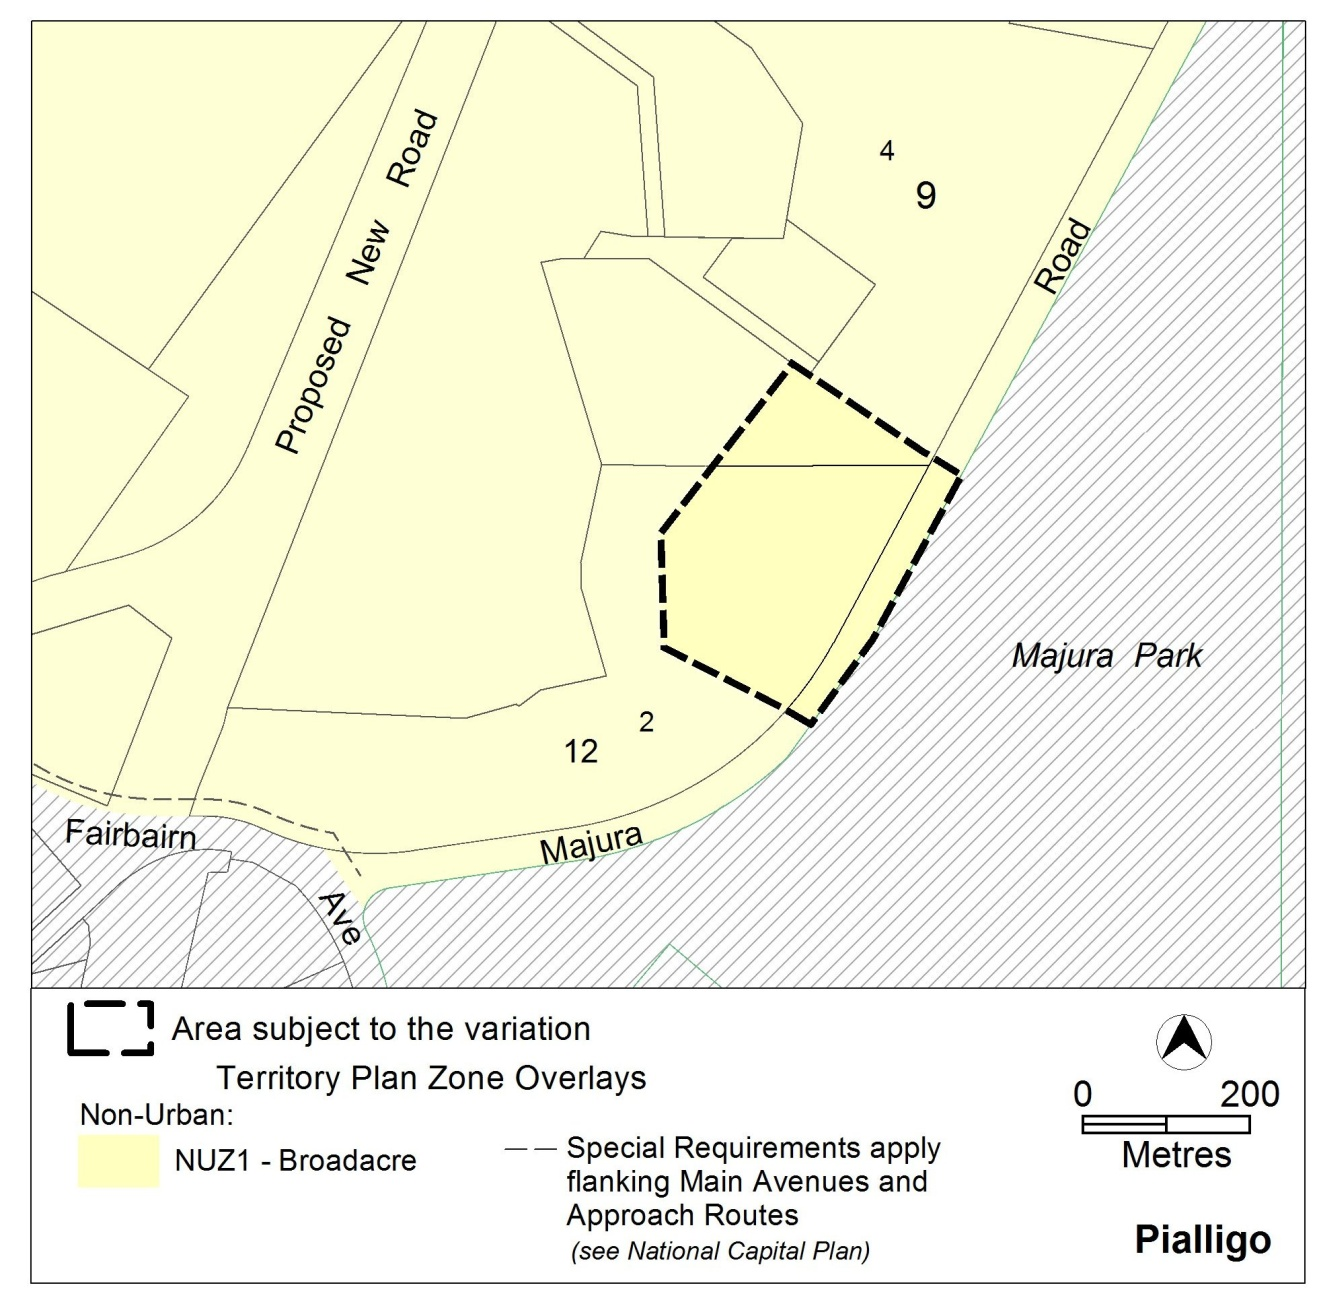 4
9
Proposed New Road
Road
Majura Park
2
12
Fairbairn
Majura
Ave
Area subject to the variation
Territory Plan Zone Overlays
Non-Urban:
NUZ1 - Broadacre
Special Requirements apply
flanking Main Avenues and
Approach Routes
(see National Capital Plan)
0 200
Metres
Pialligo